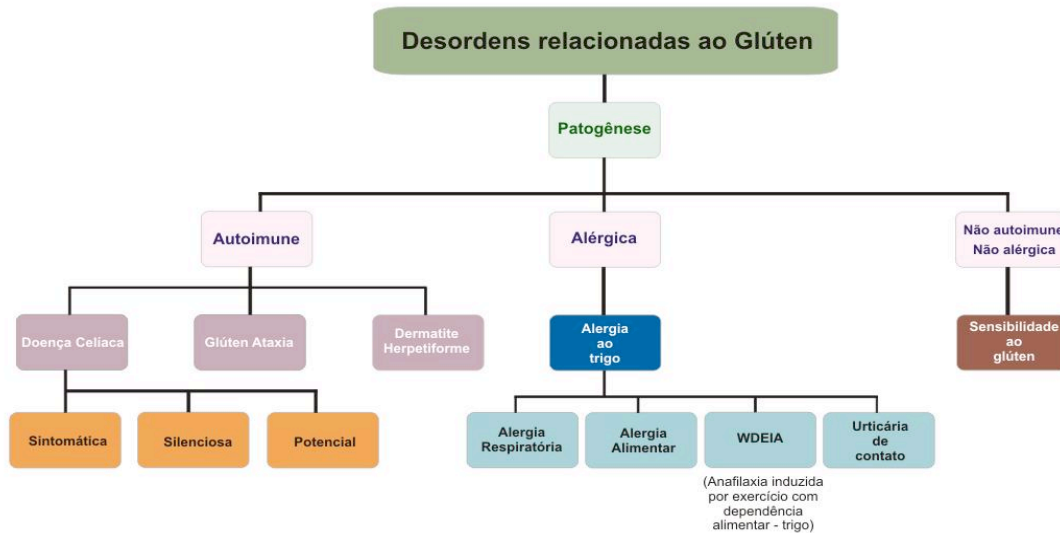 Desordens relacionadas ao Glúten
Patogênese
Autoimune
Alérgica
Não autoimune
Não alérgica
Doença Celíaca
Glúten Ataxia
Dermatite
Herpetiforme
Alergia
ao
trigo
Sensibilidade
ao
glúten
Sintomática
Silenciosa
Potencial
Alergia
Respiratória
Alergia
Alimentar
WDEIA
Urticária
de
contato
(Anafilaxia induzida
por exercício com
dependência
alimentar - trigo)